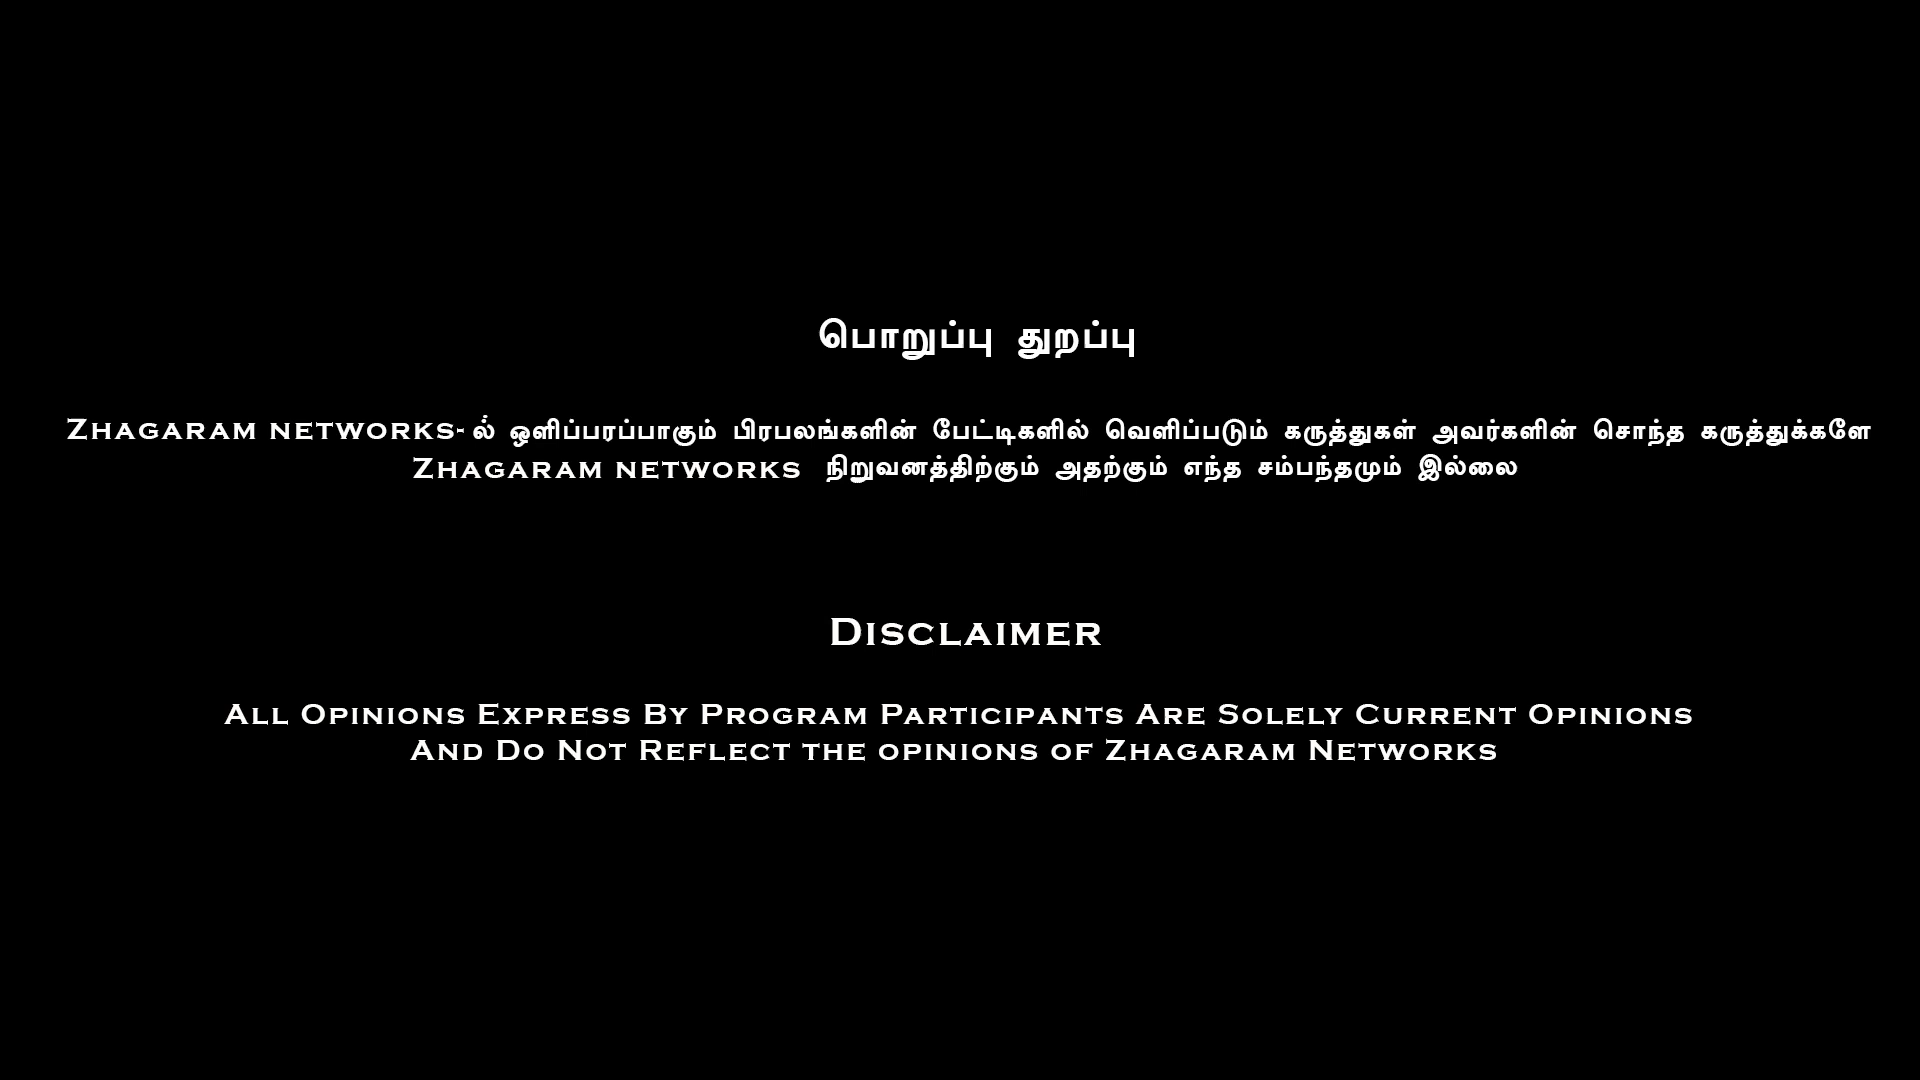 பொறுப்பு துறப்பு
ZHAGARAM NETWORKS-ல் ஒளிப்பரப்பாகும் பிரபலங்களின் பேட்டிகளில் வெளிப்படும் கருத்துகள் அவர்களின் சொந்த கருத்துக்களே
ZHAGARAM NETWORKS நிறுவனத்திற்கும் அதற்கும் எந்த சம்பந்தமும் இல்லை
DISCLAIMER
ALL OPINIONS EXPRESS BY PROGRAM PARTICIPANTS ARE SOLELY CURRENT OPINIONS
AND DO NOT REFLECT THE OPINIONS OF ZHAGARAM NETWORKS